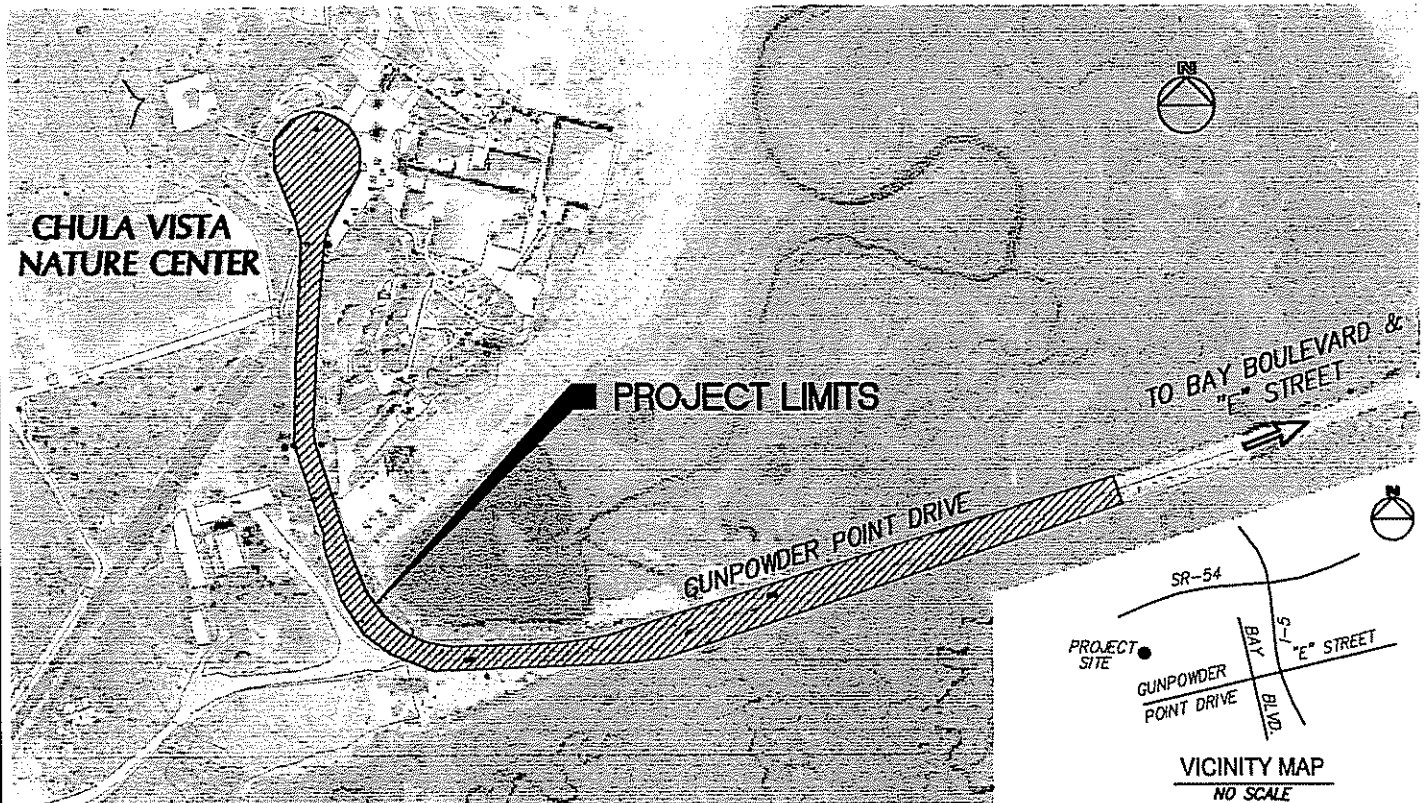 N
CHULA VISTA
NATURE CENTER
PROJECT LIMITS
TO BAY BOULEVARD &
"E" STREET
GUNPOWDER POINT DRIVE
N
SR-54
I-5
BAY BLVD.
"E" STREET
PROJECT
SITE
GUNPOWDER
POINT DRIVE
VICINITY MAP
NO SCALE